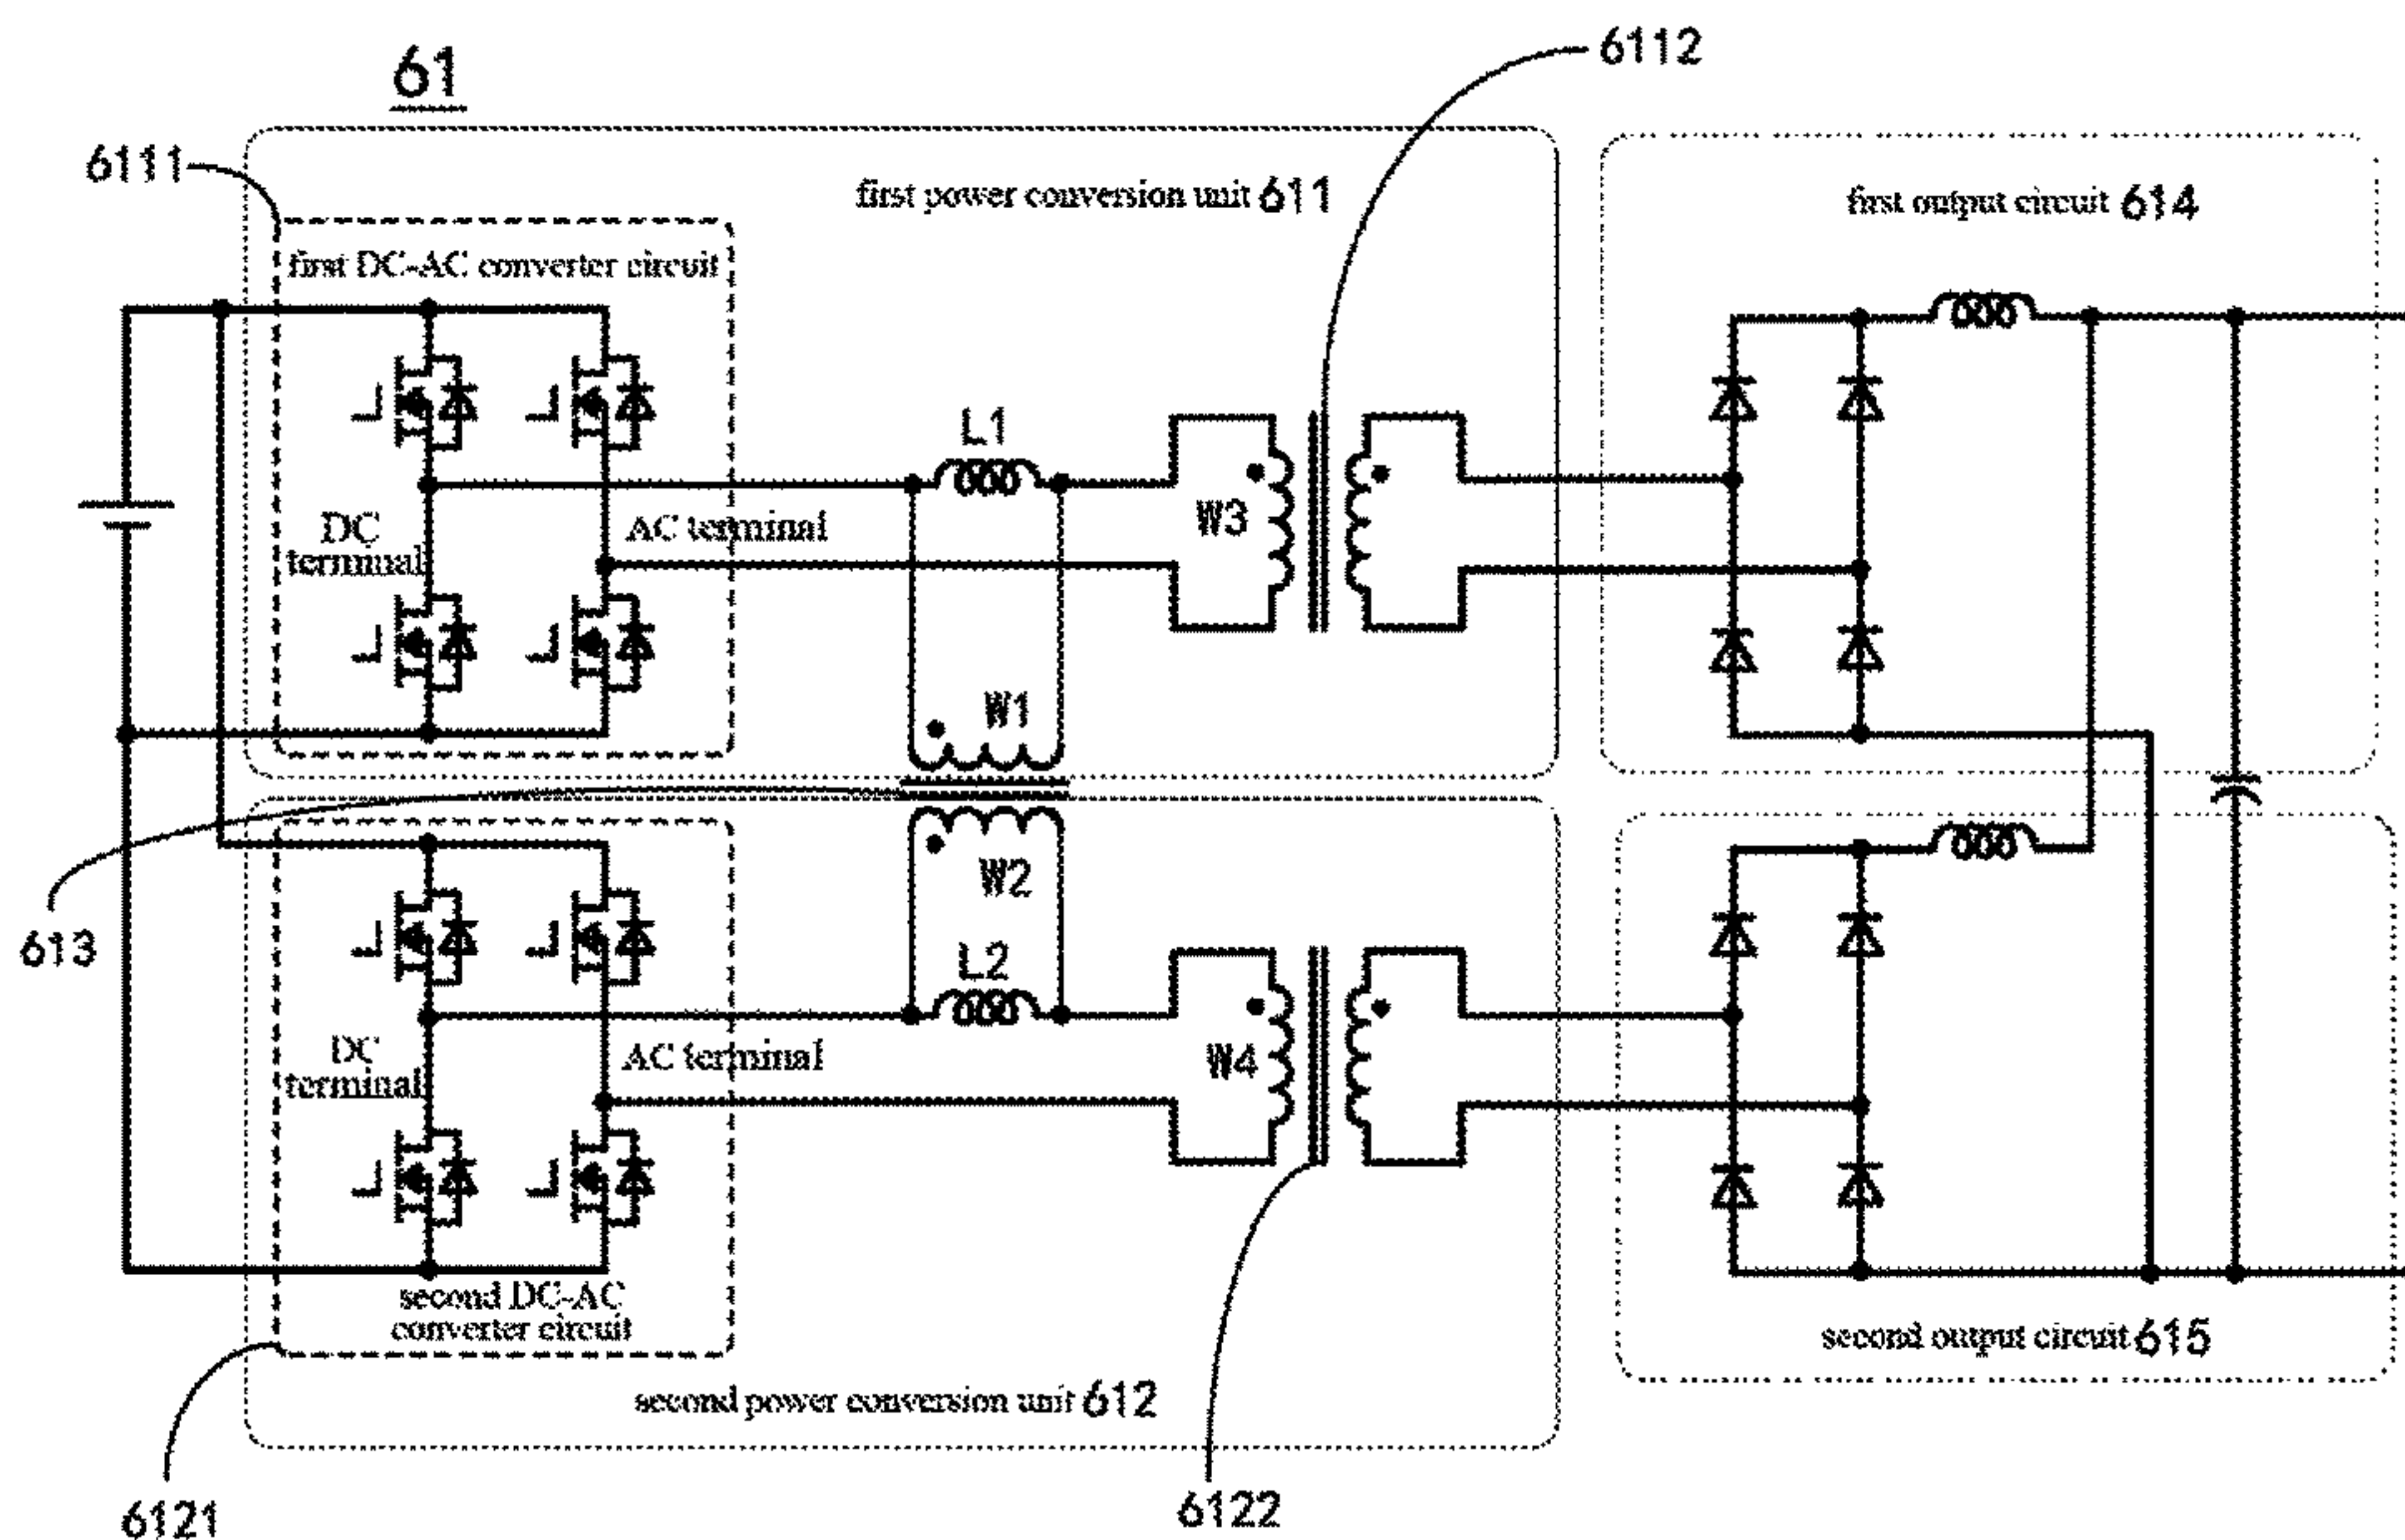 61
6112
6111
first power conversion unit 611
first output circuit 614
first DC-AC converter circuit
L1
DC
terminal
AC terminal
W3
W1
W2
613
L2
DC
terminal
AC terminal
W4
second DC-AC
converter circuit
second output circuit 615
second power conversion unit 612
6121
6122